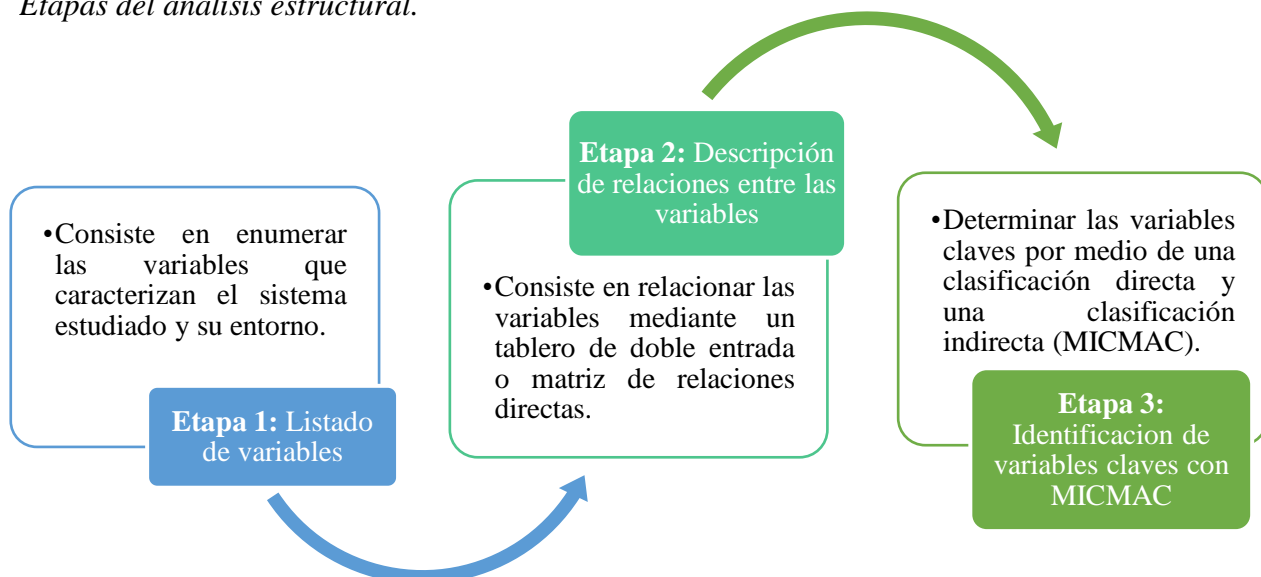 Etapas del análisis estructural.
•Consiste en enumerar
las variables que
caracterizan el sistema
estudiado y su entorno.
Etapa 1: Listado
de variables
Etapa 2: Descripción
de relaciones entre las
variables
•Consiste en relacionar las
variables mediante un
tablero de doble entrada
o matriz de relaciones
directas.
•Determinar las variables
claves por medio de una
clasificación directa y
una clasificación
indirecta (MICMAC).
Etapa 3:
Identificacion de
variables claves con
MICMAC